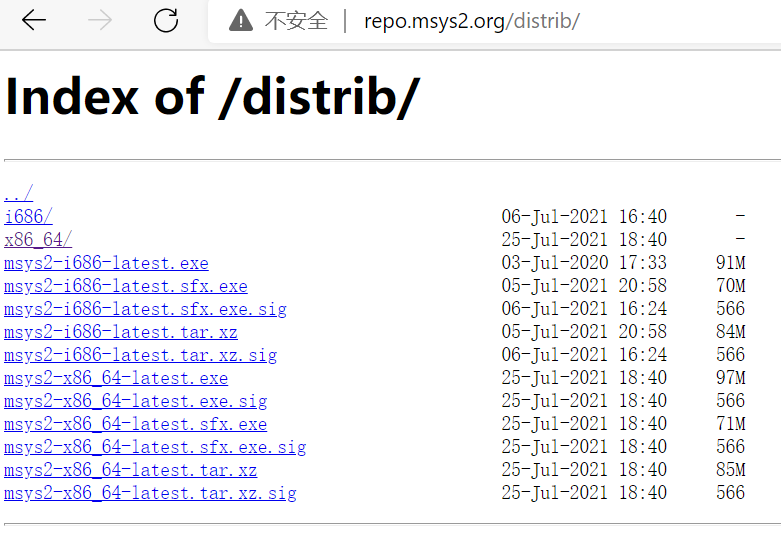 不安全 | repo.msys2.org/distrib/
Index of /distrib/
../
i686/ 06-Jul-2021 16:40 -
x86_64/ 25-Jul-2021 18:40 -
msys2-i686-latest.exe 03-Jul-2020 17:33 91M
msys2-i686-latest.sfx.exe 05-Jul-2021 20:58 70M
msys2-i686-latest.sfx.exe.sig 06-Jul-2021 16:24 566
msys2-i686-latest.tar.xz 05-Jul-2021 20:58 84M
msys2-i686-latest.tar.xz.sig 06-Jul-2021 16:24 566
msys2-x86_64-latest.exe 25-Jul-2021 18:40 97M
msys2-x86_64-latest.exe.sig 25-Jul-2021 18:40 566
msys2-x86_64-latest.sfx.exe 25-Jul-2021 18:40 71M
msys2-x86_64-latest.sfx.exe.sig 25-Jul-2021 18:40 566
msys2-x86_64-latest.tar.xz 25-Jul-2021 18:40 85M
msys2-x86_64-latest.tar.xz.sig 25-Jul-2021 18:40 566